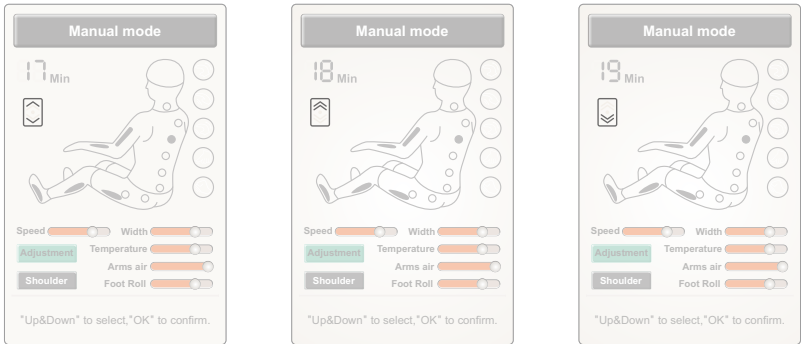 Manual mode
17 Min
Speed
Width
Adjustment
Temperature
Arms air
Shoulder
Foot Roll
"Up&Down" to select,"OK" to confirm.
Manual mode
18 Min
Speed
Width
Adjustment
Temperature
Arms air
Shoulder
Foot Roll
"Up&Down" to select,"OK" to confirm.
Manual mode
19 Min
Speed
Width
Adjustment
Temperature
Arms air
Shoulder
Foot Roll
"Up&Down" to select,"OK" to confirm.